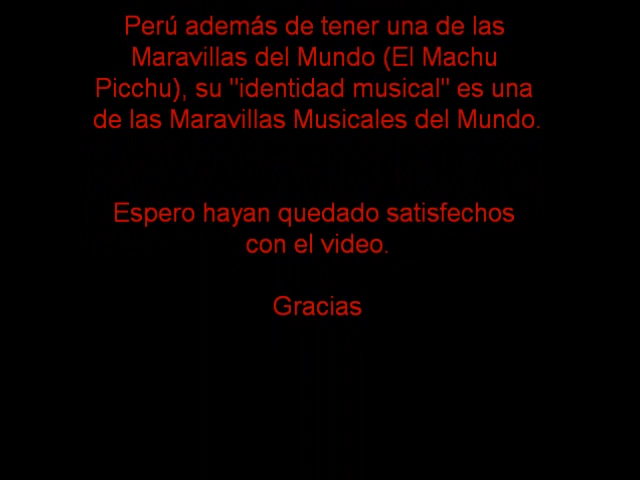 Perú además de tener una de las
Maravillas del Mundo (El Machu
Picchu), su "identidad musical" es una
de las Maravillas Musicales del Mundo.
Espero hayan quedado satisfechos
con el video.
Gracias